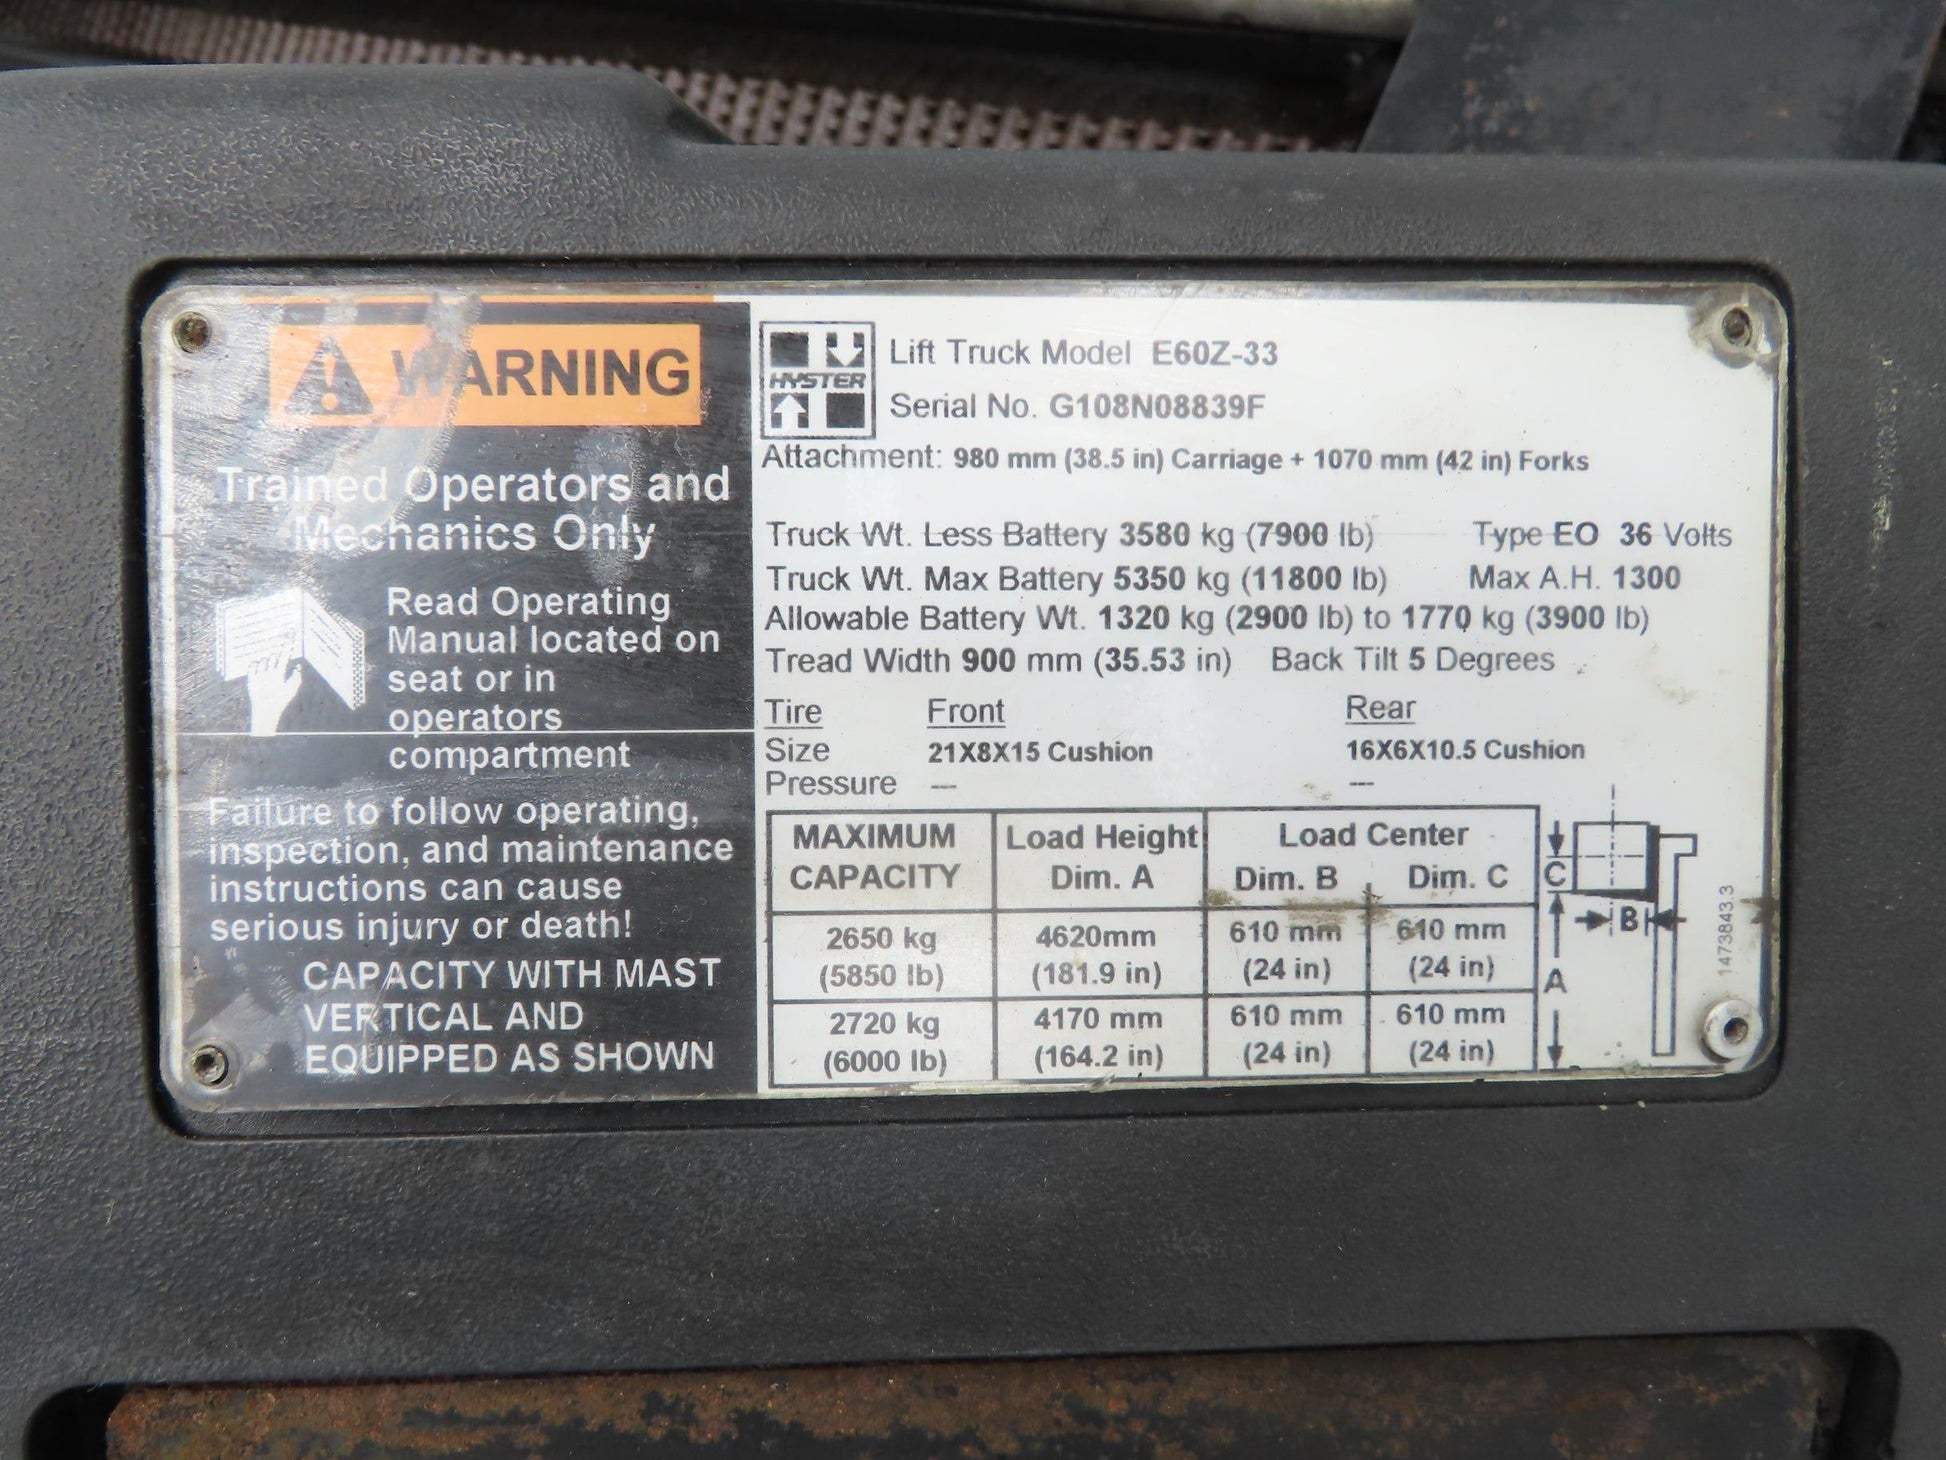 WARNING
Trained Operators and
Mechanics Only
Read Operating
Manual located on
seat or in
operators
compartment
Failure to follow operating,
inspection, and maintenance
instructions can cause
serious injury or death!
CAPACITY WITH MAST
VERTICAL AND
EQUIPPED AS SHOWN
HYSTER
Lift Truck Model E60Z-33
Serial No. G108N08839F
Attachment: 980 mm (38.5 in) Carriage + 1070 mm (42 in) Forks
Truck Wt. Less Battery 3580 kg (7900 lb) Type EO 36 Volts
Truck Wt. Max Battery 5350 kg (11800 lb) Max A.H. 1300
Allowable Battery Wt. 1320 kg (2900 lb) to 1770 kg (3900 lb)
Tread Width 900 mm (35.53 in) Back Tilt 5 Degrees
Tire Front Rear
Size 21X8X15 Cushion 16X6X10.5 Cushion
Pressure --- ---
MAXIMUM Load Height Load Center
CAPACITY Dim. A Dim. B Dim. C
2650 kg 4620mm 610 mm 610 mm
(5850 lb) (181.9 in) (24 in) (24 in)
2720 kg 4170 mm 610 mm 610 mm
(6000 lb) (164.2 in) (24 in) (24 in)
C
B
A
1473843.3